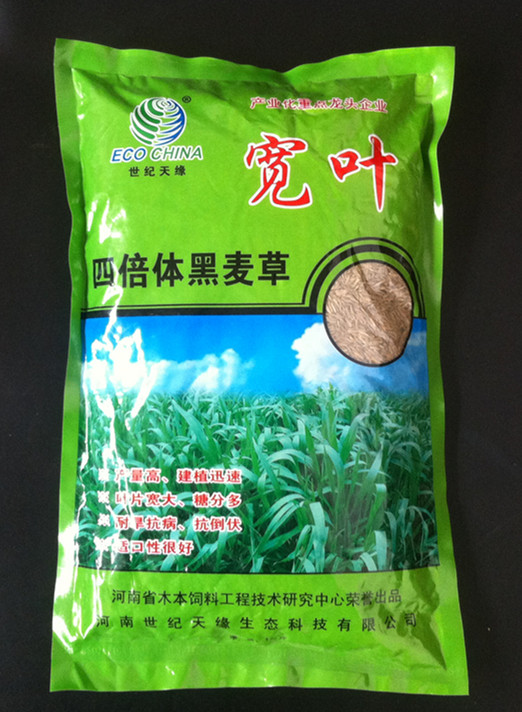 ®
产业化重点龙头企业
ECO CHINA
世纪天缘
宽叶
四倍体黑麦草
产量高、建植迅速
叶片宽大、糖分多
耐旱抗病、抗倒伏
适口性很好
河南省木本饲料工程技术研究中心荣誉出品
河南世纪天缘生态科技有限公司